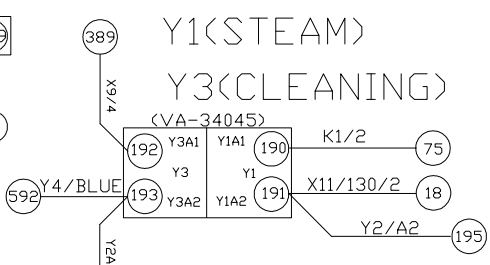 389
Y1(STEAM)
Y3(CLEANING)
X9/4
(VA-34045)
192
Y3A1
Y1A1
190
K1/2
75
Y3
Y1
592
Y4/BLUE
193
Y3A2
Y1A2
191
X11/130/2
18
Y2/A2
195
Y2A